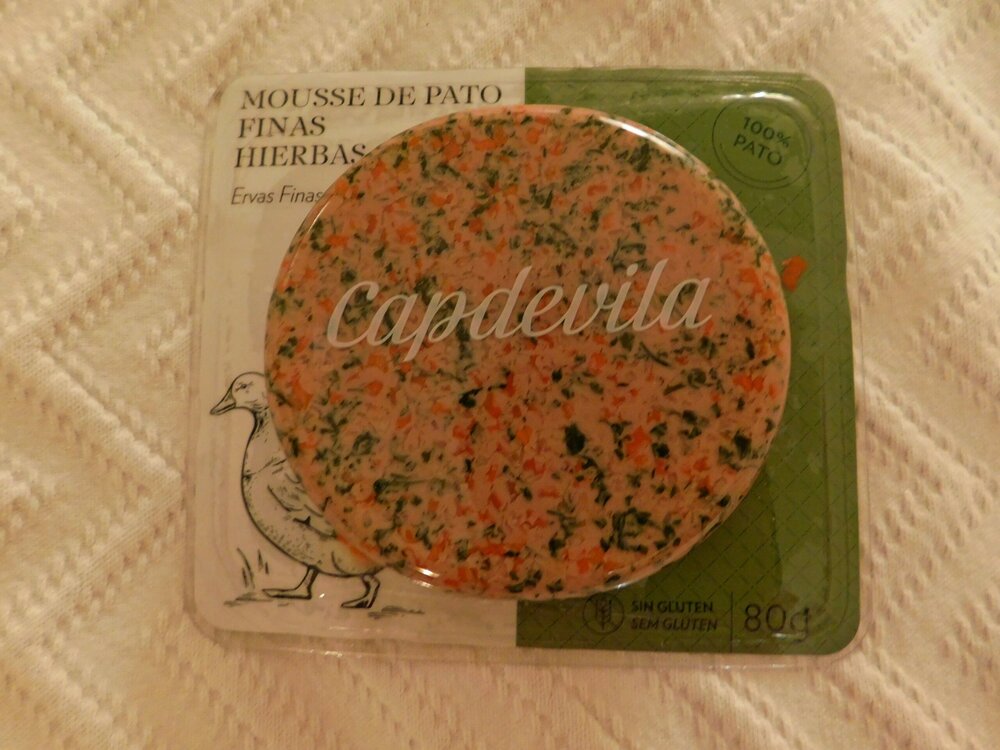 MOUSSE DE PATO
FINAS
HIERBAS
Ervas Finas
100%
PATO
Capdevila
SIN GLUTEN
SEM GLÚTEN
80g